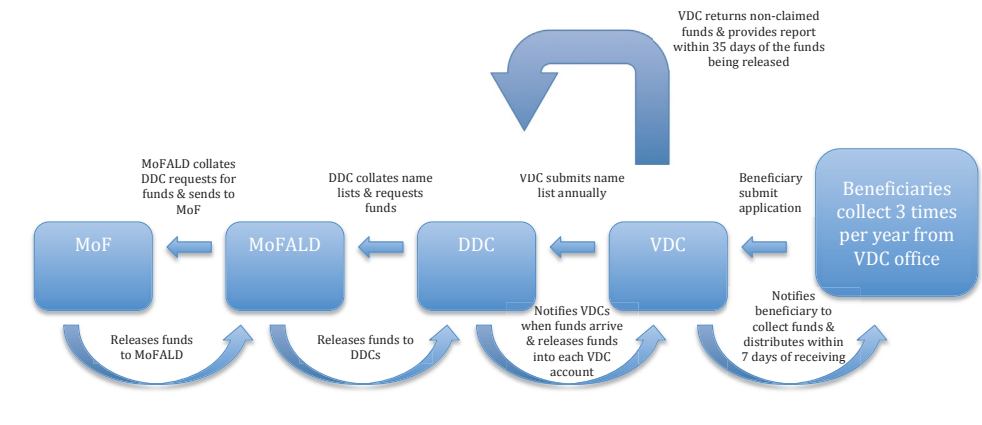 VDC returns non-claimed
funds & provides report
within 35 days of the funds
being released
MoFALD collates
DDC requests for
funds & sends to
MoF
DDC collates name
lists & requests
funds
VDC submits name
list annually
Beneficiary
submit
application
MoF
MoFALD
DDC
VDC
Beneficiaries
collect 3 times
per year from
VDC office
Releases funds
to MoFALD
Releases funds to
DDCs
Notifies VDCs
when funds arrive
& releases funds
into each VDC
account
Notifies
beneficiary to
collect funds &
distributes within
7 days of receiving